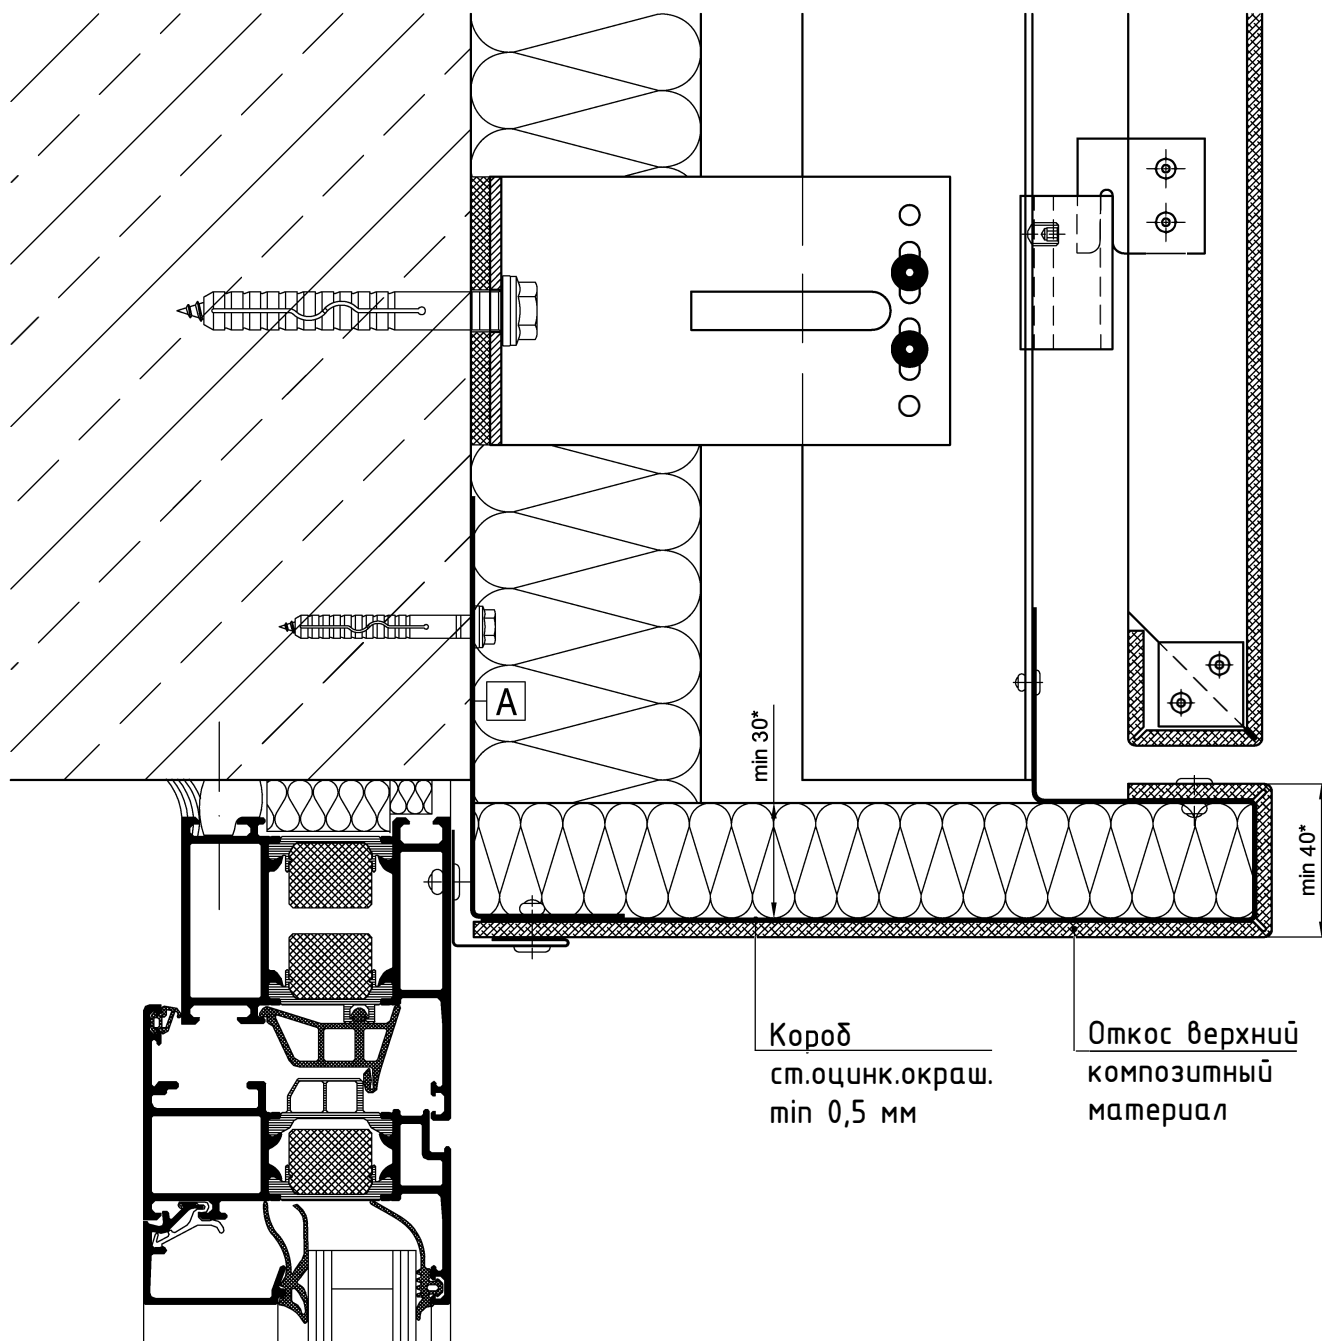 A
min 30*
min 40*
Короб
ст.оцинк.окраш.
min 0,5 мм
Откос верхний
композитный
материал